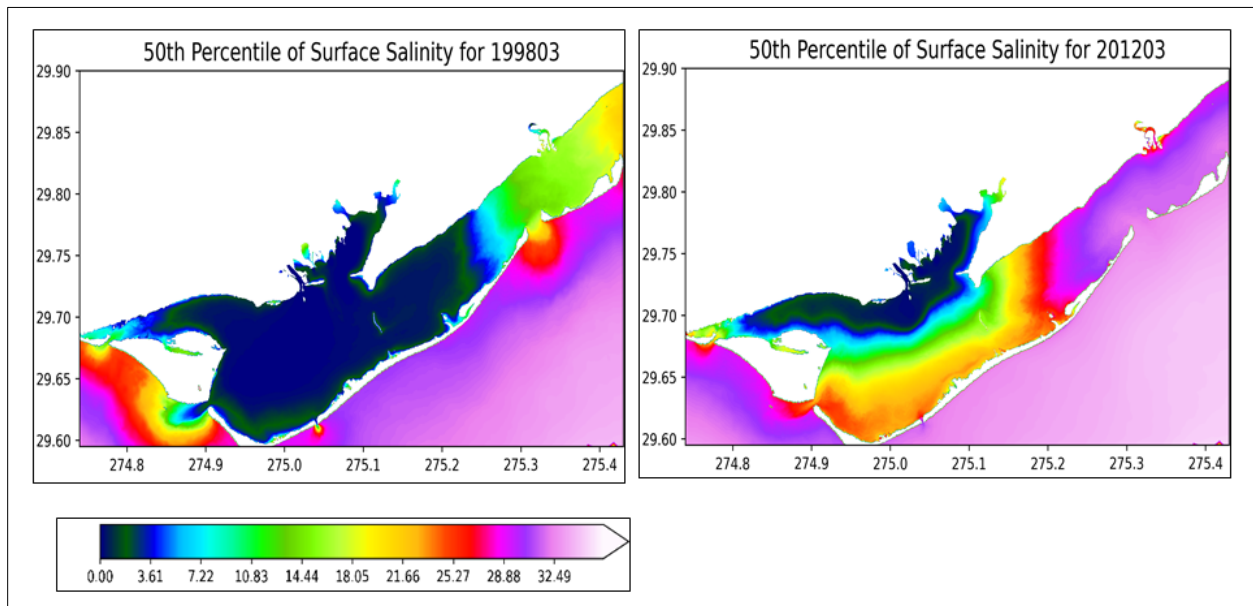 50th Percentile of Surface Salinity for 199803
29.90
29.85
29.80
29.75
29.70
29.65
29.60
274.8 274.9 275.0 275.1 275.2 275.3 275.4
50th Percentile of Surface Salinity for 201203
29.90
29.85
29.80
29.75
29.70
29.65
29.60
274.8 274.9 275.0 275.1 275.2 275.3 275.4
0.00 3.61 7.22 10.83 14.44 18.05 21.66 25.27 28.88 32.49